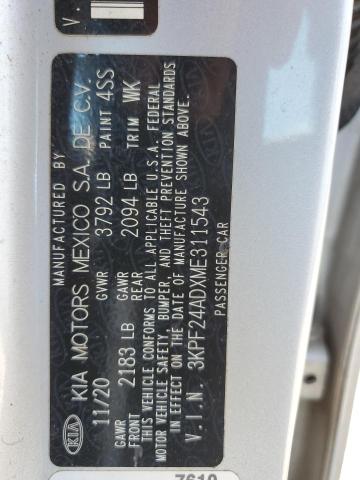 MANUFACTURED BY
KIA KIA MOTORS MEXICO S.A. DE C.V.
11/20 GVWR 3792 LB PAINT 4SS
GAWR FRONT 2183 LB GAWR REAR 2094 LB TRIM WK
THIS VEHICLE CONFORMS TO ALL APPLICABLE U.S.A. FEDERAL
MOTOR VEHICLE SAFETY, BUMPER, AND THEFT PREVENTION STANDARDS
IN EFFECT ON THE DATE OF MANUFACTURE SHOWN ABOVE.
V.I.N. 3KPF24ADXME311543
PASSENGER CAR